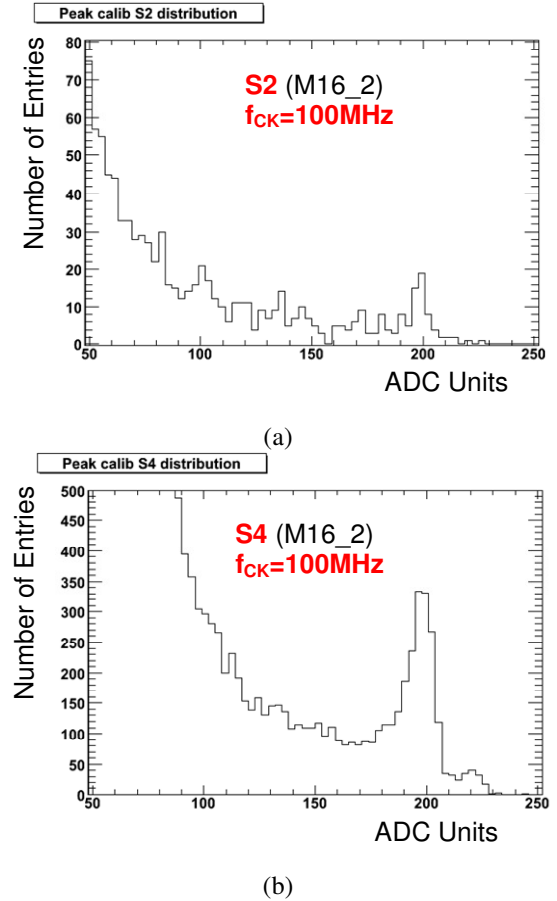 Peak calib S2 distribution
Number of Entries
80
70
60
50
40
30
20
10
0
S2 (M16_2)
fCK=100MHz
50 100 150 200 250
ADC Units
(a)
Peak calib S4 distribution
Number of Entries
500
450
400
350
300
250
200
150
100
50
0
S4 (M16_2)
fCK=100MHz
50 100 150 200 250
ADC Units
(b)